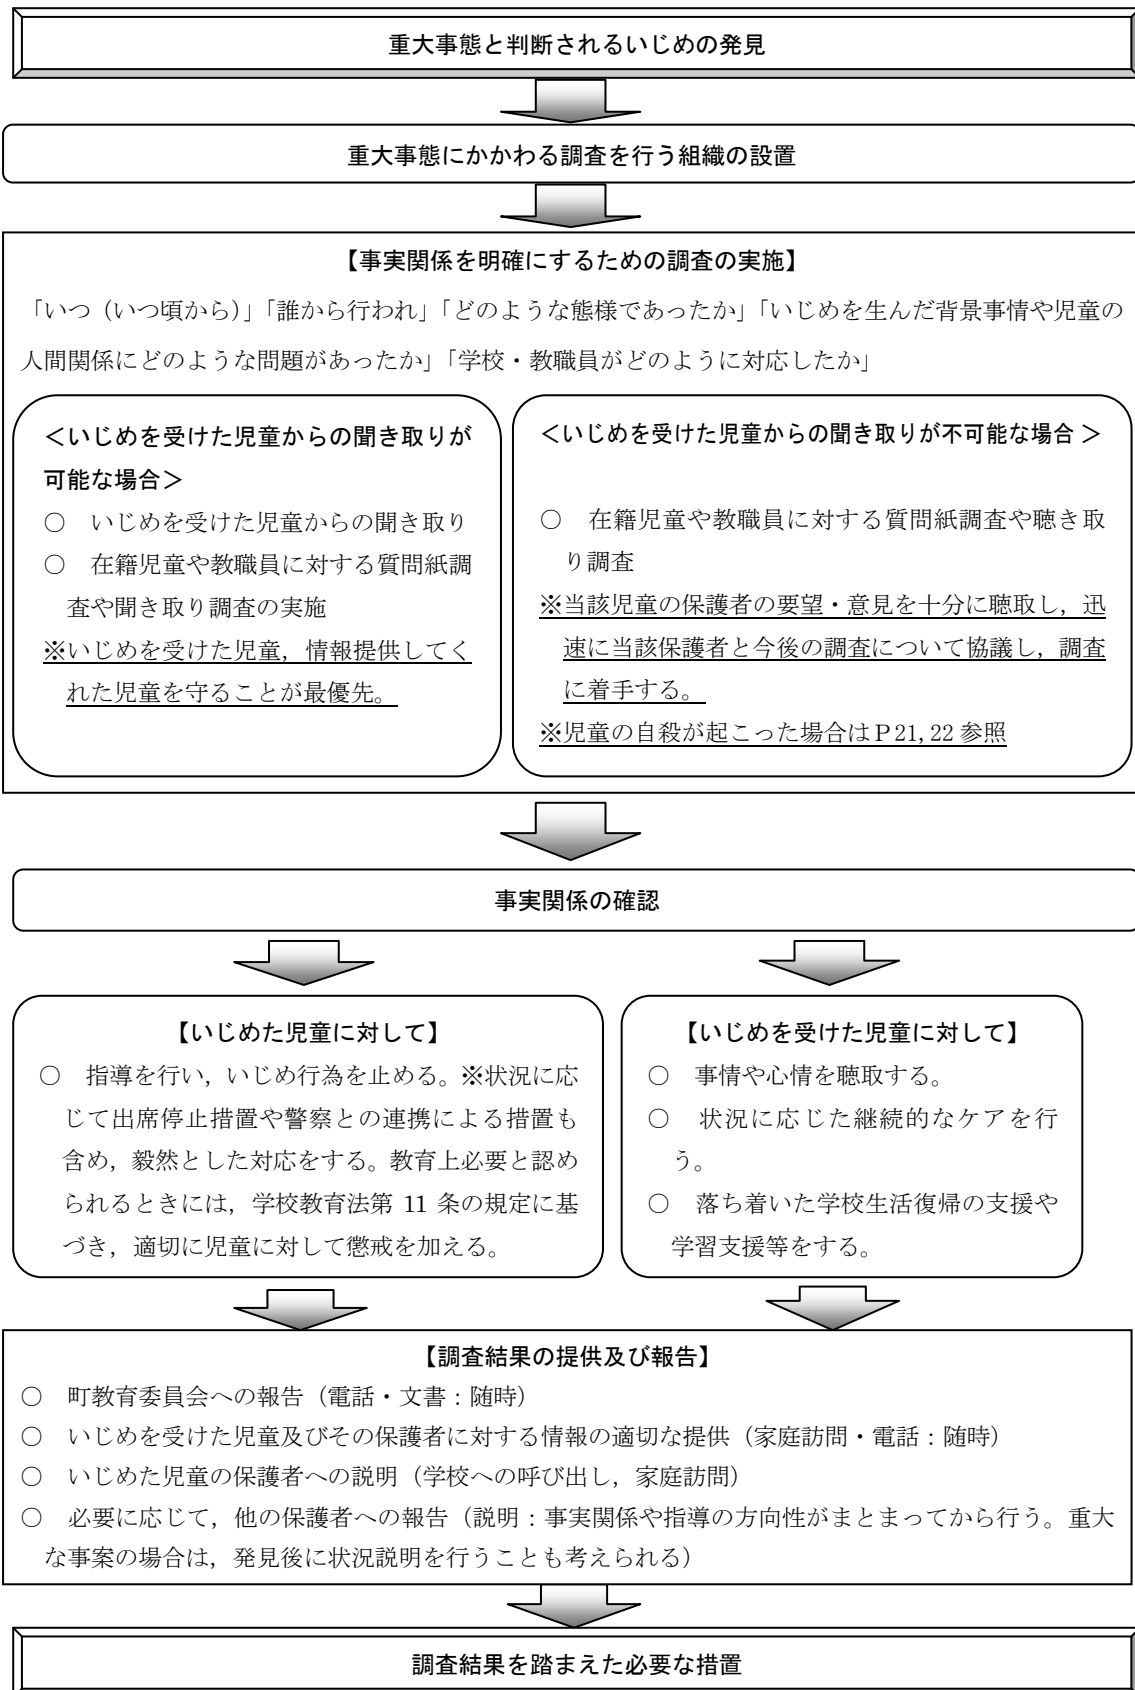 重大事態と判断されるいじめの発見
重大事態にかかわる調査を行う組織の設置
【事実関係を明確にするための調査の実施】
「いつ（いつ頃から）」「誰から行われ」「どのような態様であったか」「いじめを生んだ背景事情や児童の
人間関係にどのような問題があったか」「学校・教職員がどのように対応したか」
＜いじめを受けた児童からの聞き取りが
可能な場合＞
○　いじめを受けた児童からの聞き取り
○　在籍児童や教職員に対する質問紙調
査や聞き取り調査の実施
※いじめを受けた児童，情報提供してく
れた児童を守ることが最優先。
＜いじめを受けた児童からの聞き取りが不可能な場合 ＞
○　在籍児童や教職員に対する質問紙調査や聴き取
り調査
※当該児童の保護者の要望・意見を十分に聴取し，迅
速に当該保護者と今後の調査について協議し，調査
に着手する。
※児童の自殺が起こった場合はＰ21, 22 参照
事実関係の確認
【いじめた児童に対して】
○　指導を行い，いじめ行為を止める。※状況に応
じて出席停止措置や警察との連携による措置も
含め，毅然とした対応をする。教育上必要と認め
られるときには，学校教育法第 11 条の規定に基
づき，適切に児童に対して懲戒を加える。
【いじめを受けた児童に対して】
○　事情や心情を聴取する。
○　状況に応じた継続的なケアを行
う。
○　落ち着いた学校生活復帰の支援や
学習支援等をする。
【調査結果の提供及び報告】
○　町教育委員会への報告（電話・文書：随時）
○　いじめを受けた児童及びその保護者に対する情報の適切な提供（家庭訪問・電話：随時）
○　いじめた児童の保護者への説明（学校への呼び出し，家庭訪問）
○　必要に応じて，他の保護者への報告（説明：事実関係や指導の方向性がまとまってから行う。重大
な事案の場合は，発見後に状況説明を行うことも考えられる）
調査結果を踏まえた必要な措置